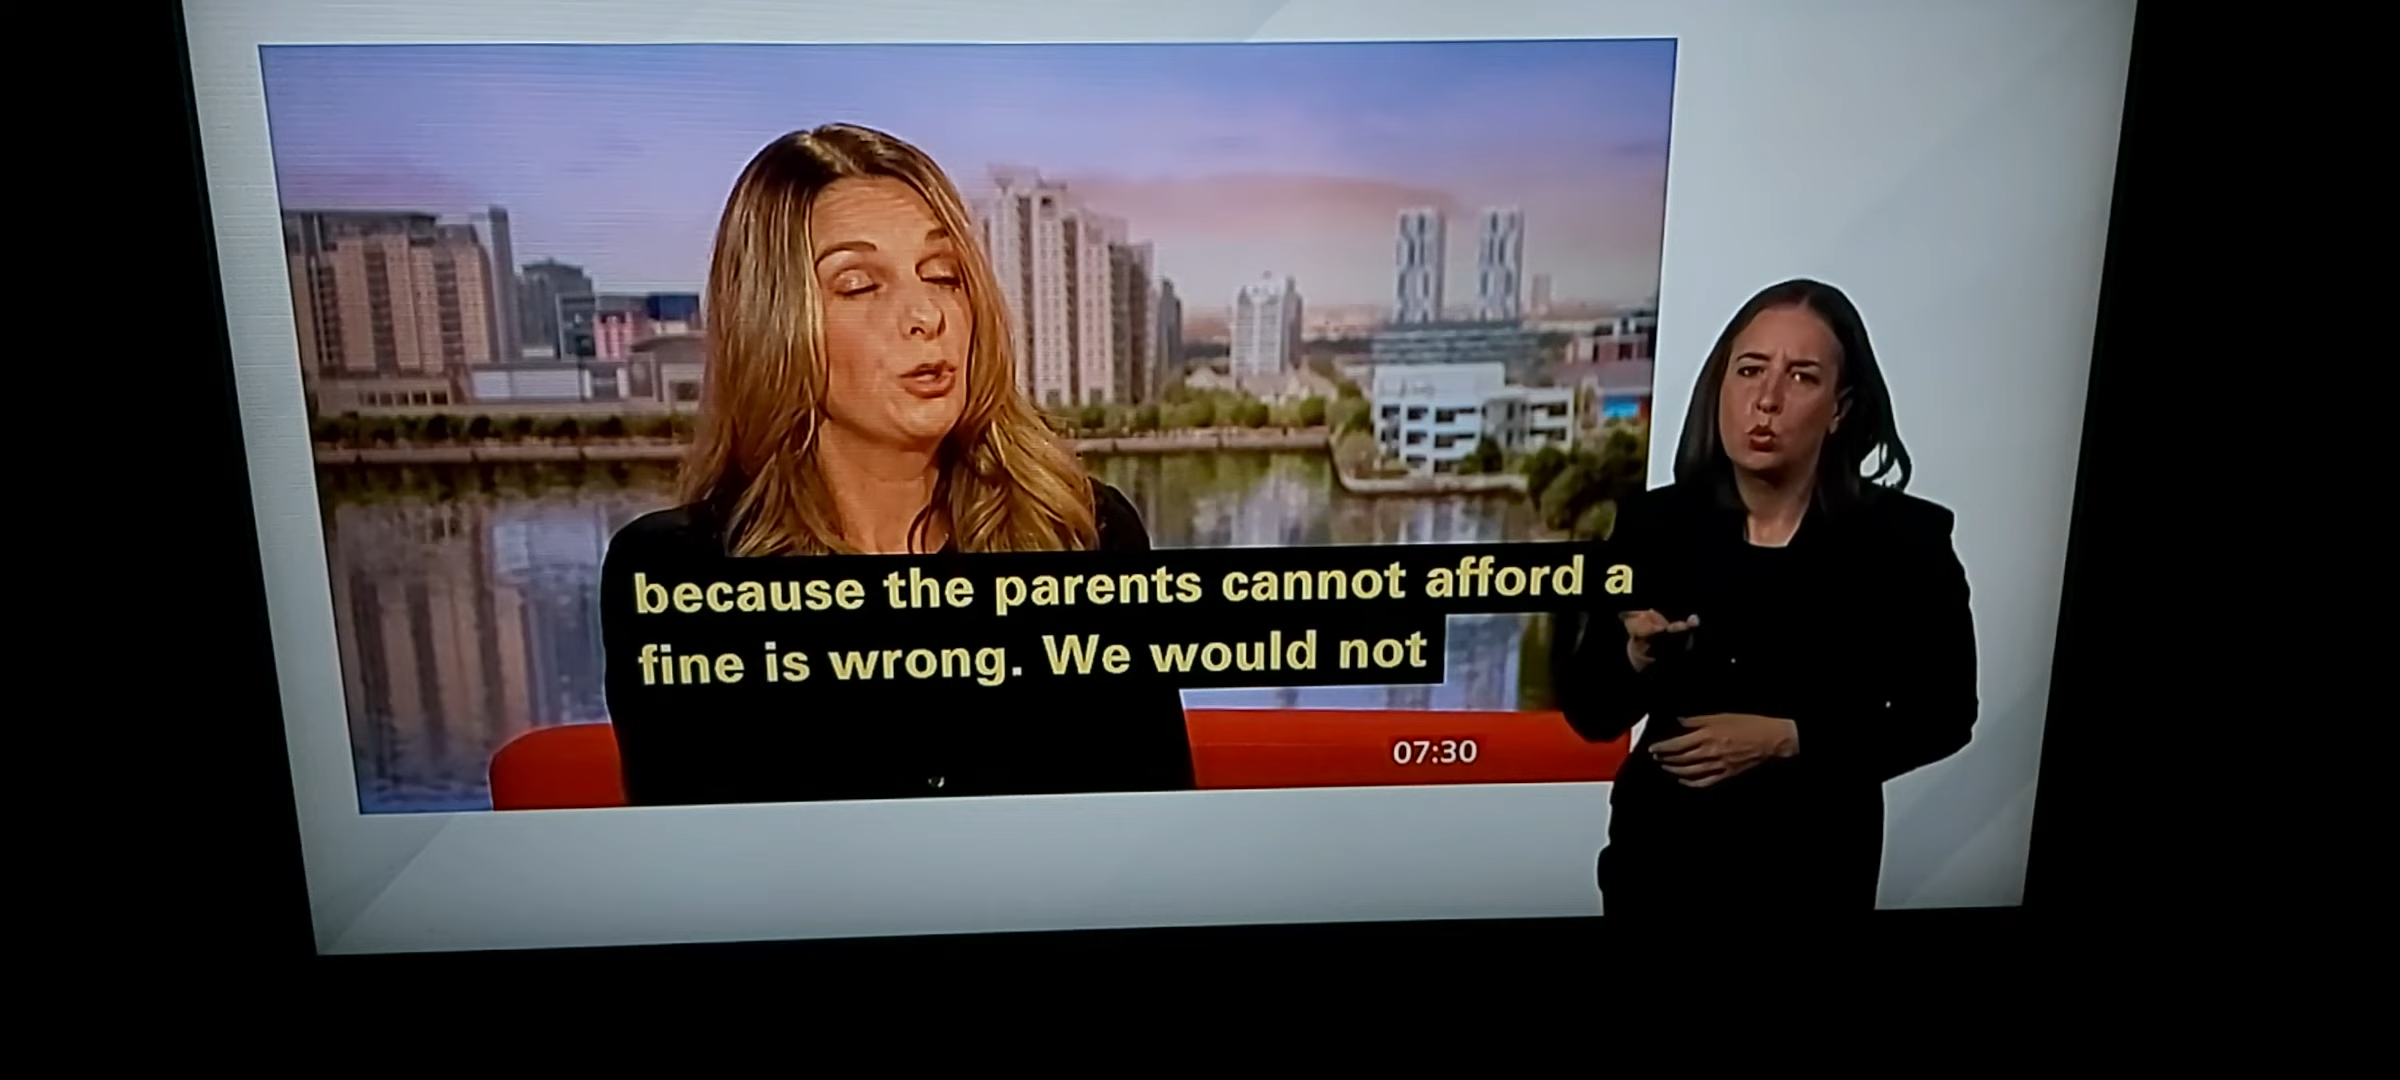 because the parents cannot afford a
fine is wrong. We would not
07:30